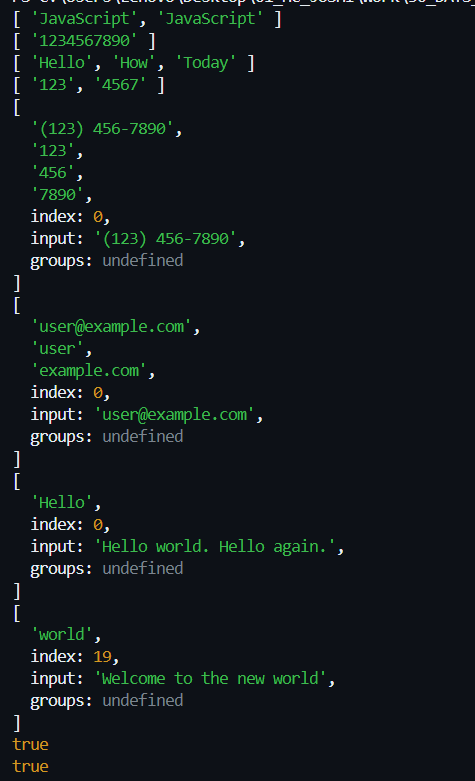 [ 'JavaScript', 'JavaScript' ]
[ '1234567890' ]
[ 'Hello', 'How', 'Today' ]
[ '123', '4567' ]
[
  '(123) 456-7890',
  '123',
  '456',
  '7890',
  index: 0,
  input: '(123) 456-7890',
  groups: undefined
]
[
  'user@example.com',
  'user',
  'example.com',
  index: 0,
  input: 'user@example.com',
  groups: undefined
]
[
  'Hello',
  index: 0,
  input: 'Hello world. Hello again.',
  groups: undefined
]
[
  'world',
  index: 19,
  input: 'Welcome to the new world',
  groups: undefined
]
true
true